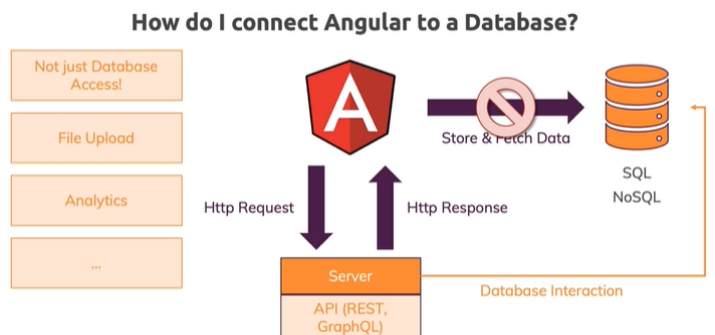 How do I connect Angular to a Database?
Not just Database
Access!
File Upload
Analytics
...
A
Store & Fetch Data
SQL
NoSQL
Http Request
Http Response
Server
API (REST,
GraphQL)
Database Interaction